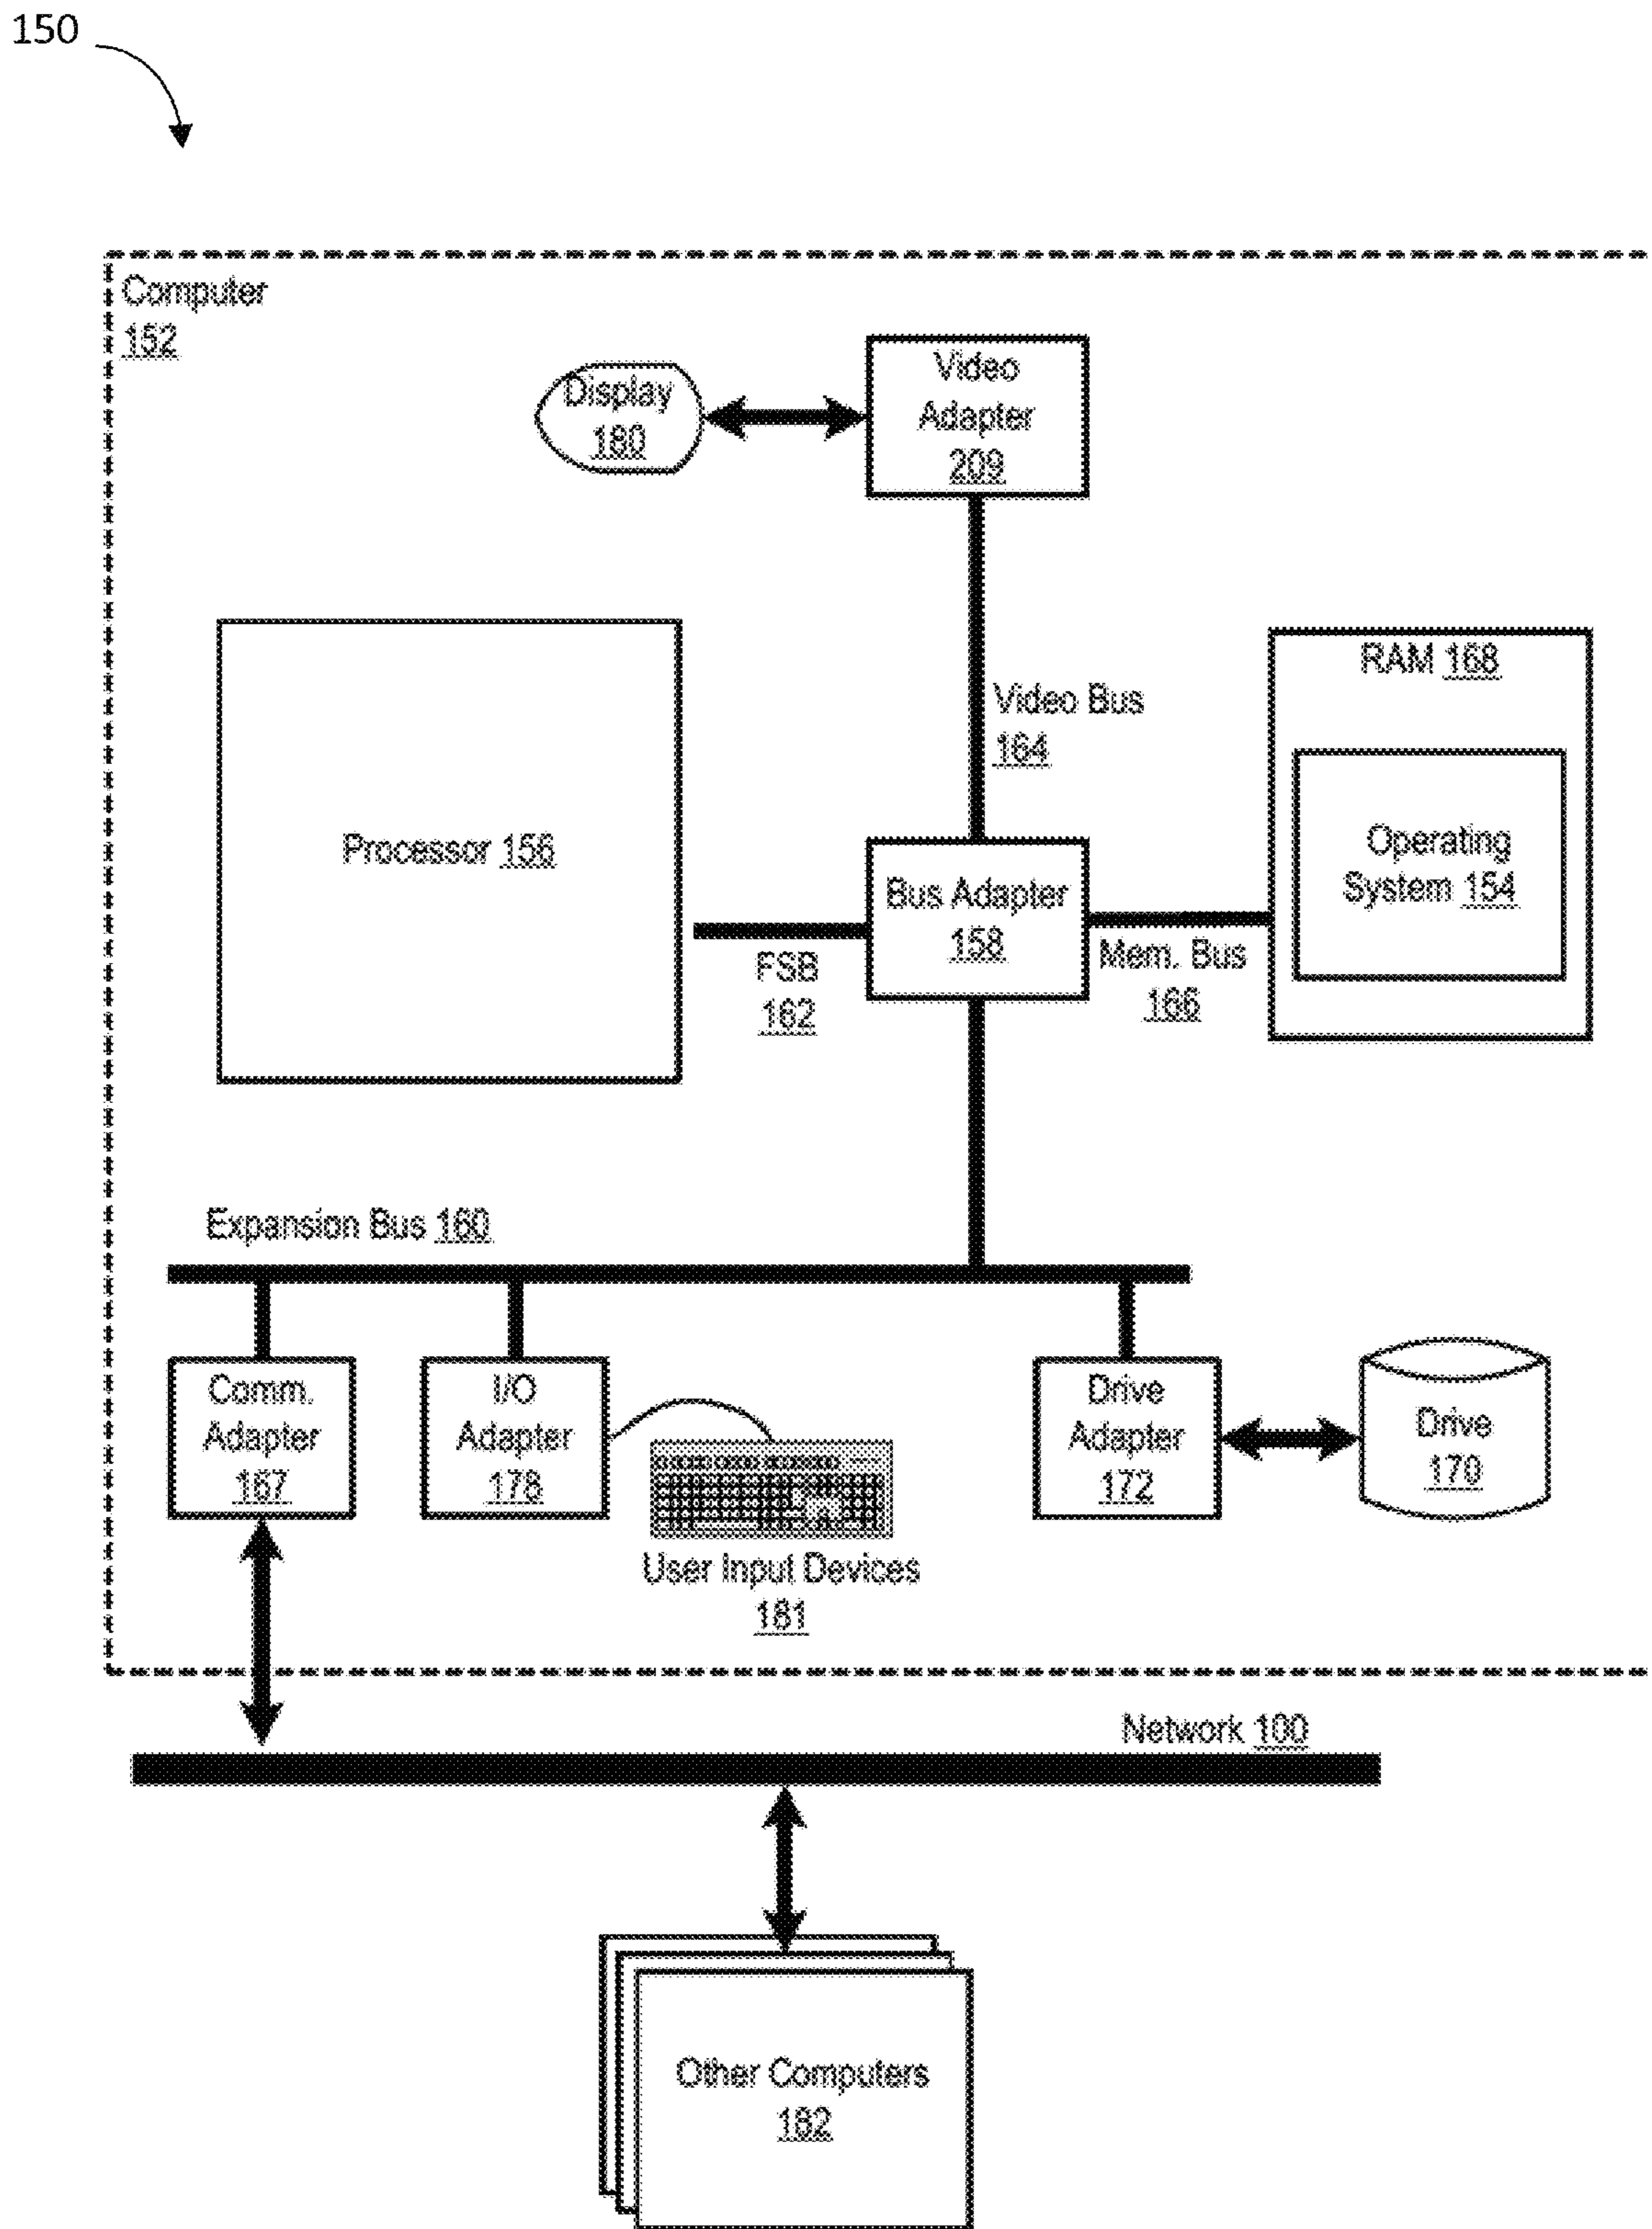 150
Computer
152
Display
180
Video
Adapter
209
Processor 156
Video Bus
164
RAM 168
Operating
System 154
Bus Adapter
158
FSB
162
Mem. Bus
166
Expansion Bus 160
Comm.
Adapter
167
I/O
Adapter
178
User Input Devices
181
Drive
Adapter
172
Drive
170
Network 100
Other Computers
182